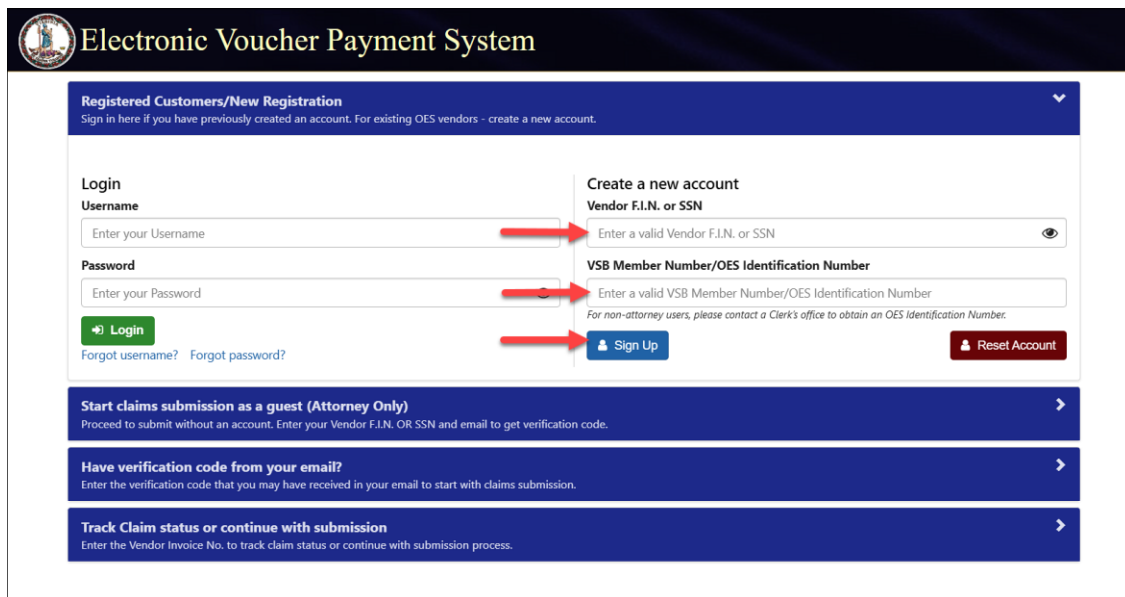 Electronic Voucher Payment System
Registered Customers/New Registration
Sign in here if you have previously created an account. For existing OES vendors - create a new account.
Login
Username
Enter your Username
Password
Enter your Password
Login
Forgot username? Forgot password?
Create a new account
Vendor F.I.N. or SSN
Enter a valid Vendor F.I.N. or SSN
VSB Member Number/OES Identification Number
Enter a valid VSB Member Number/OES Identification Number
For non-attorney users, please contact a Clerk's office to obtain an OES Identification Number.
Sign Up
Reset Account
Start claims submission as a guest (Attorney Only)
Proceed to submit without an account. Enter your Vendor F.I.N. OR SSN and email to get verification code.
Have verification code from your email?
Enter the verification code that you may have received in your email to start with claims submission.
Track Claim status or continue with submission
Enter the Vendor Invoice No. to track claim status or continue with submission process.